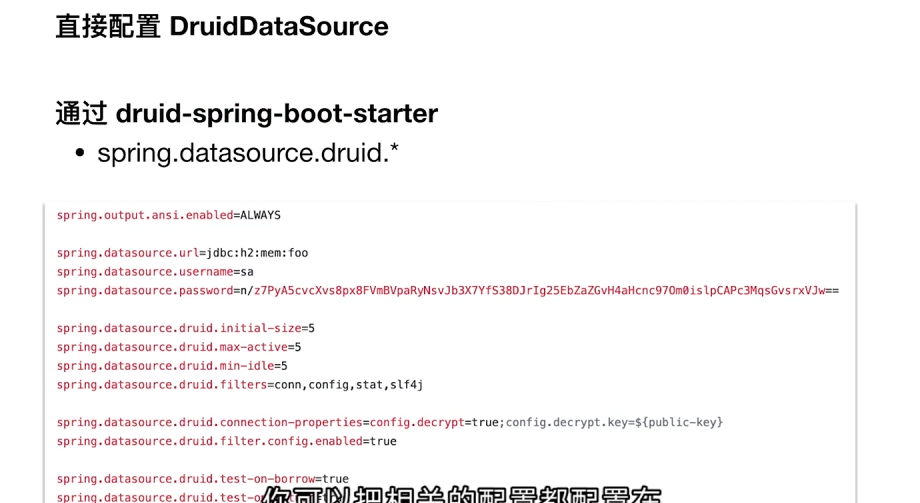 直接配置 DruidDataSource
通过 druid-spring-boot-starter
• spring.datasource.druid.*
spring.output.ansi.enabled=ALWAYS
spring.datasource.url=jdbc:h2:mem:foo
spring.datasource.username=sa
spring.datasource.password=n/z7PyA5cvcXvs8px8FVmBVpaRyNsvJb3X7YfS38DJrIg25EbZaZGvH4aHcnc97Om0islpCAPc3MqsGvsrxVJw==
spring.datasource.druid.initial-size=5
spring.datasource.druid.max-active=5
spring.datasource.druid.min-idle=5
spring.datasource.druid.filters=conn,config,stat,slf4j
spring.datasource.druid.connection-properties=config.decrypt=true;config.decrypt.key=${public-key}
spring.datasource.druid.filter.config.enabled=true
spring.datasource.druid.test-on-borrow=true
你可以把相关的配置都配置在